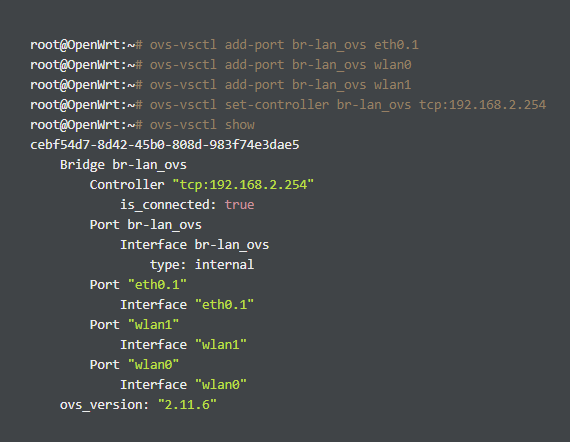 root@OpenWrt:~# ovs-vsctl add-port br-lan_ovs eth0.1
root@OpenWrt:~# ovs-vsctl add-port br-lan_ovs wlan0
root@OpenWrt:~# ovs-vsctl add-port br-lan_ovs wlan1
root@OpenWrt:~# ovs-vsctl set-controller br-lan_ovs tcp:192.168.2.254
root@OpenWrt:~# ovs-vsctl show
cebf54d7-8d42-45b0-808d-983f74e3dae5
    Bridge br-lan_ovs
        Controller "tcp:192.168.2.254"
            is_connected: true
        Port br-lan_ovs
            Interface br-lan_ovs
                type: internal
        Port "eth0.1"
            Interface "eth0.1"
        Port "wlan1"
            Interface "wlan1"
        Port "wlan0"
            Interface "wlan0"
    ovs_version: "2.11.6"